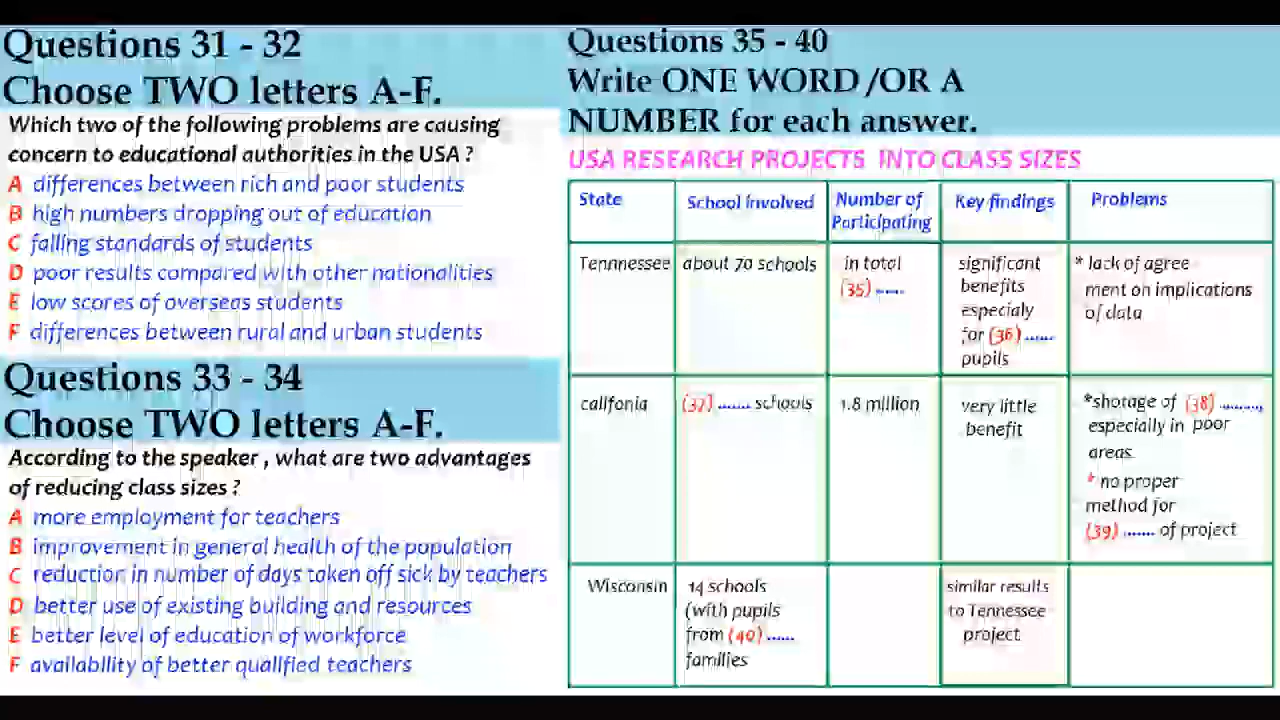 Questions 31 - 32
Choose TWO letters A-F.
Which two of the following problems are causing
concern to educational authorities in the USA ?
A differences between rich and poor students
B high numbers dropping out of education
C falling standards of students
D poor results compared with other nationalities
E low scores of overseas students
F differences between rural and urban students
Questions 33 - 34
Choose TWO letters A-F.
According to the speaker , what are two advantages
of reducing class sizes ?
A more employment for teachers
B improvement in general health of the population
C reduction in number of days taken off sick by teachers
D better use of existing building and resources
E better level of education of workforce
F availability of better qualified teachers
Questions 35 - 40
Write ONE WORD /OR A
NUMBER for each answer.
USA RESEARCH PROJECTS INTO CLASS SIZES
State
School involved
Number of
Participating
Key findings
Problems
Tennnessee
about 70 schools
in total
(35) ......
significant
benefits
especialy
for (36) ......
pupils
* lack of agree
ment on implications
of data
califonia
(37) ....... schools
1.8 million
very little
benefit
*shotage of (38) .........
especially in poor
areas.
* no proper
method for
(39) ....... of project
Wisconsin
14 schools
(with pupils
from (40) ......
families
similar results
to Tennessee
project